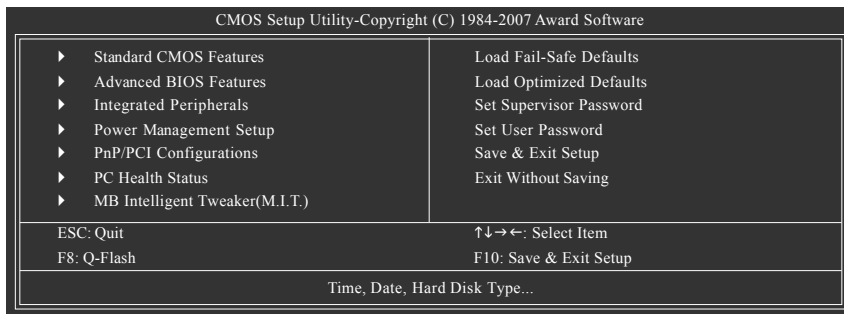 CMOS Setup Utility-Copyright (C) 1984-2007 Award Software
Standard CMOS Features
Advanced BIOS Features
Integrated Peripherals
Power Management Setup
PnP/PCI Configurations
PC Health Status
MB Intelligent Tweaker(M.I.T.)
Load Fail-Safe Defaults
Load Optimized Defaults
Set Supervisor Password
Set User Password
Save & Exit Setup
Exit Without Saving
ESC: Quit
F8: Q-Flash
↑↓→←: Select Item
F10: Save & Exit Setup
Time, Date, Hard Disk Type...